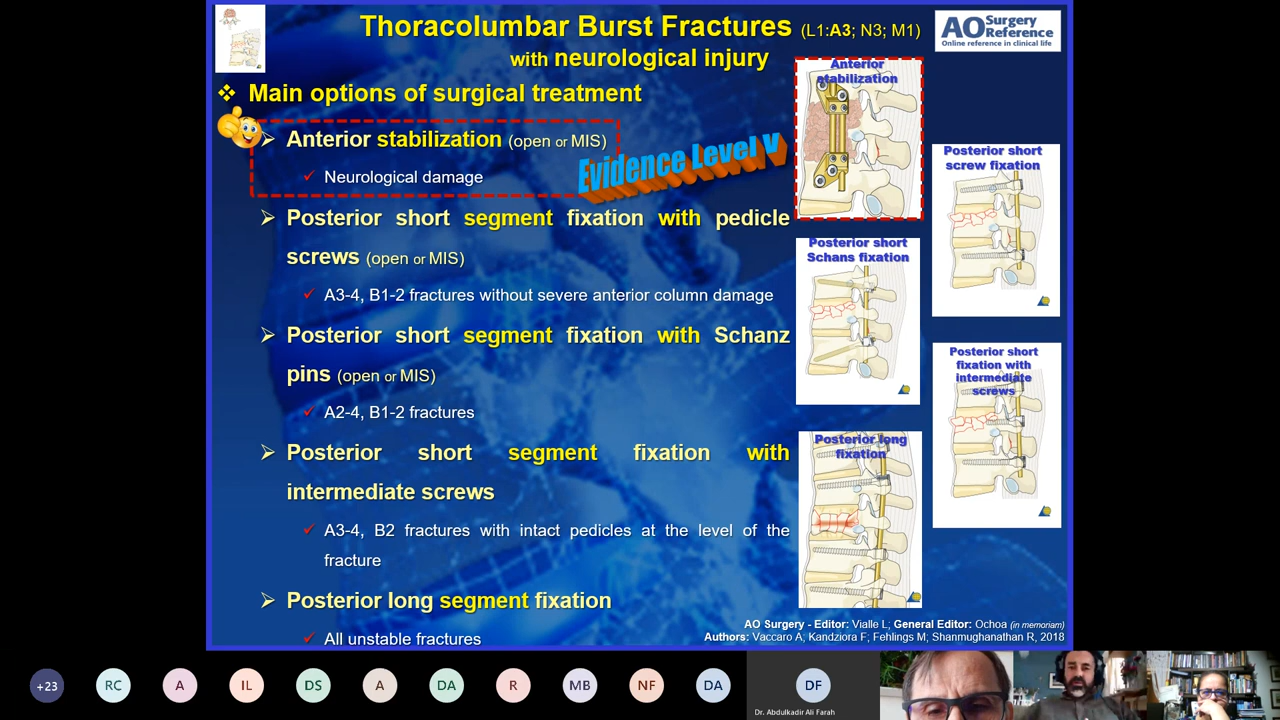 Thoracolumbar Burst Fractures (L1:A3; N3; M1)
with neurological injury
AO Surgery Reference
Online reference in clinical life
❖ Main options of surgical treatment
➢ Anterior stabilization (open or MIS)
Neurological damage
Evidence Level V
➢ Posterior short segment fixation with pedicle
screws (open or MIS)
✓ A3-4, B1-2 fractures without severe anterior column damage
➢ Posterior short segment fixation with Schanz
pins (open or MIS)
✓ A2-4, B1-2 fractures
➢ Posterior short segment fixation with
intermediate screws
✓ A3-4, B2 fractures with intact pedicles at the level of the
fracture
➢ Posterior long segment fixation
✓ All unstable fractures
Anterior
stabilization
Posterior short
screw fixation
Posterior short
Schans fixation
Posterior short
fixation with
intermediate
screws
Posterior long
fixation
AO Surgery - Editor: Vialle L; General Editor: Ochoa (in memoriam)
Authors: Vaccaro A, Kandziora F; Fehlings M; Shanmughanathan R, 2018
+23
RC
A
IL
DS
A
DA
R
MB
NF
DA
DF
Dr. Abdulkadir Ali Farah